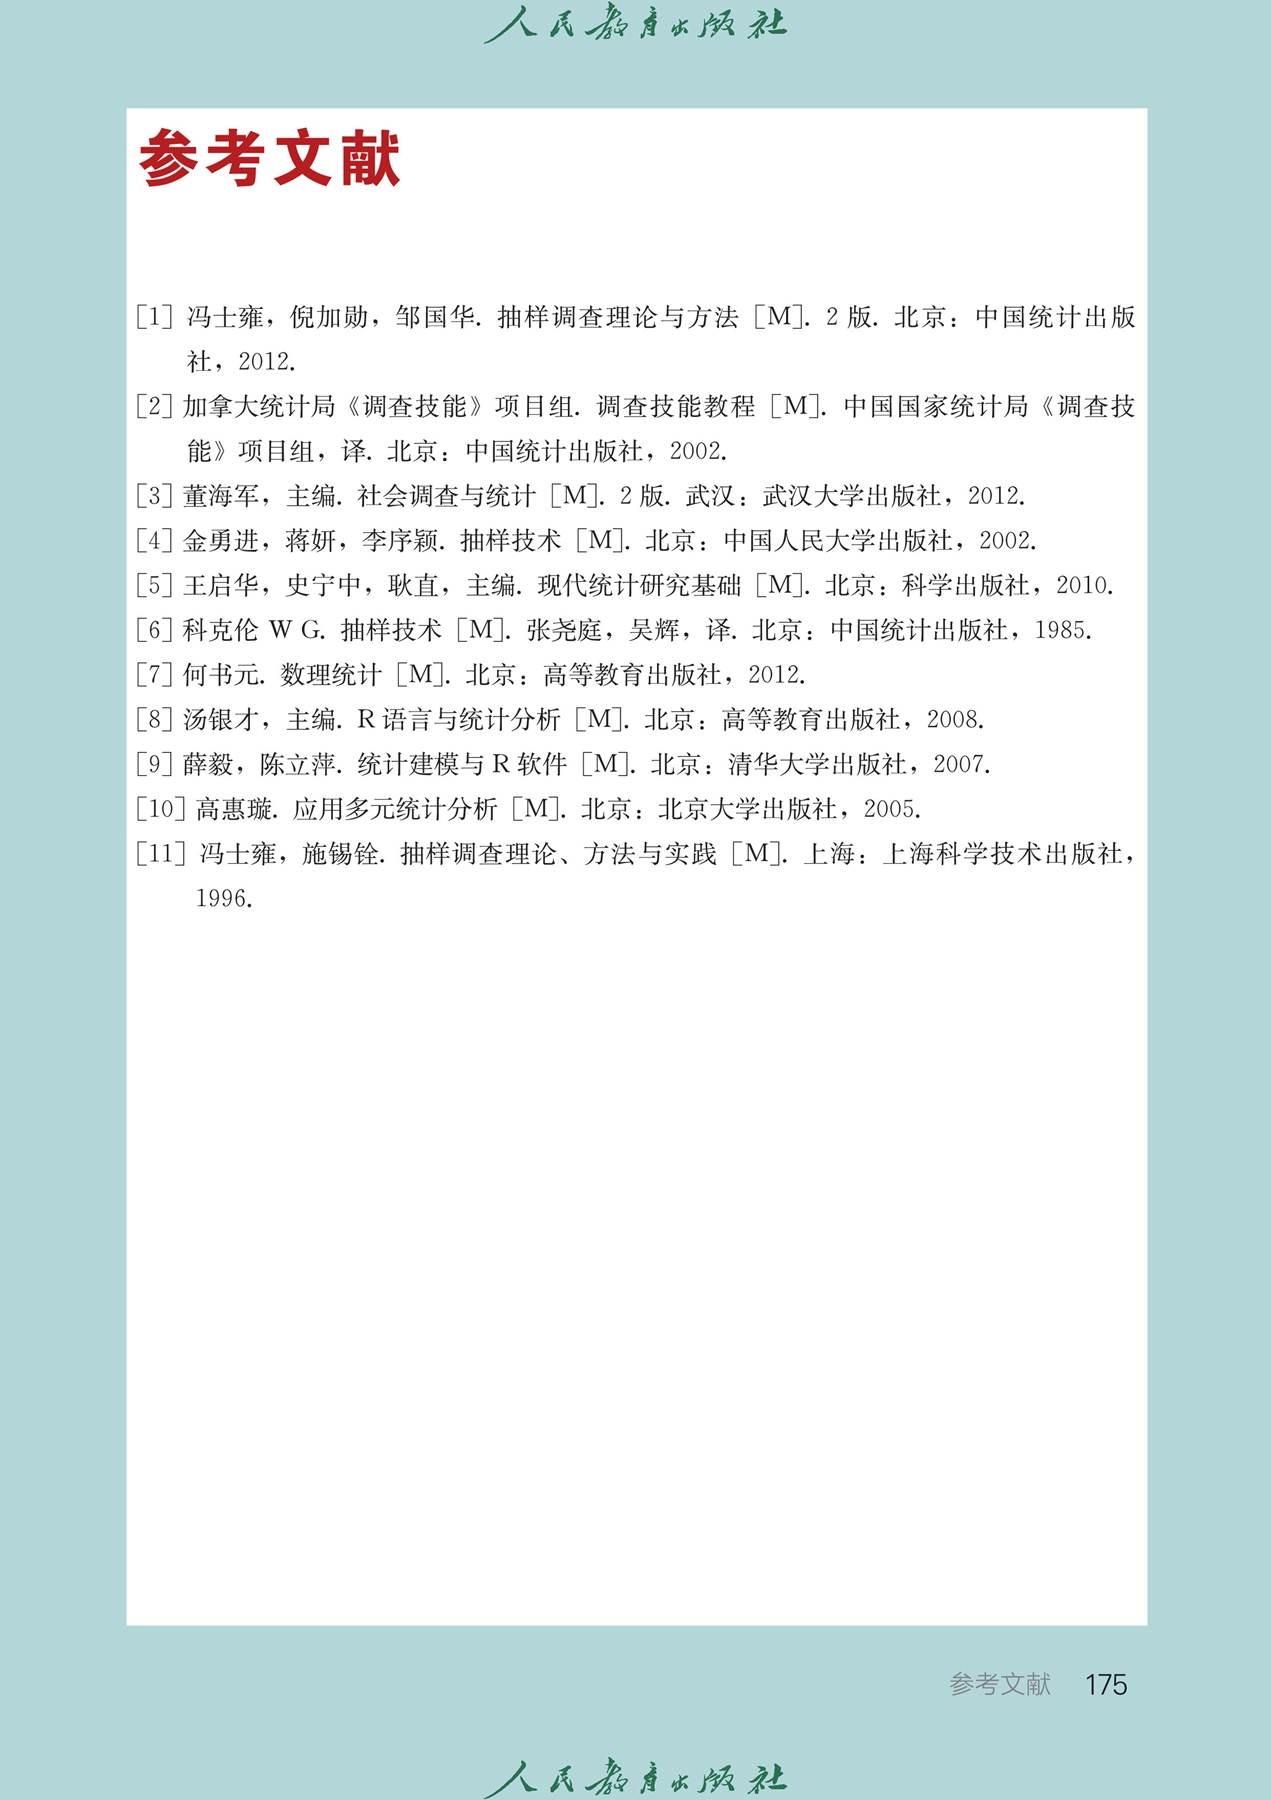 人民教育出版社
参考文献
[1] 冯士雍，倪加勋，邹国华. 抽样调查理论与方法 [M]. 2 版. 北京：中国统计出版
社，2012.
[2] 加拿大统计局《调查技能》项目组. 调查技能教程 [M]. 中国国家统计局《调查技
能》项目组，译. 北京：中国统计出版社，2002.
[3] 董海军，主编. 社会调查与统计 [M]. 2 版. 武汉：武汉大学出版社，2012.
[4] 金勇进，蒋妍，李序颖. 抽样技术 [M]. 北京：中国人民大学出版社，2002.
[5] 王启华，史宁中，耿直，主编. 现代统计研究基础 [M]. 北京：科学出版社，2010.
[6] 科克伦 W G. 抽样技术 [M]. 张尧庭，吴辉，译. 北京：中国统计出版社，1985.
[7] 何书元. 数理统计 [M]. 北京：高等教育出版社，2012.
[8] 汤银才，主编. R 语言与统计分析 [M]. 北京：高等教育出版社，2008.
[9] 薛毅，陈立萍. 统计建模与 R 软件 [M]. 北京：清华大学出版社，2007.
[10] 高惠璇. 应用多元统计分析 [M]. 北京：北京大学出版社，2005.
[11] 冯士雍，施锡铨. 抽样调查理论、方法与实践 [M]. 上海：上海科学技术出版社，
1996.
参考文献 175
人民教育出版社